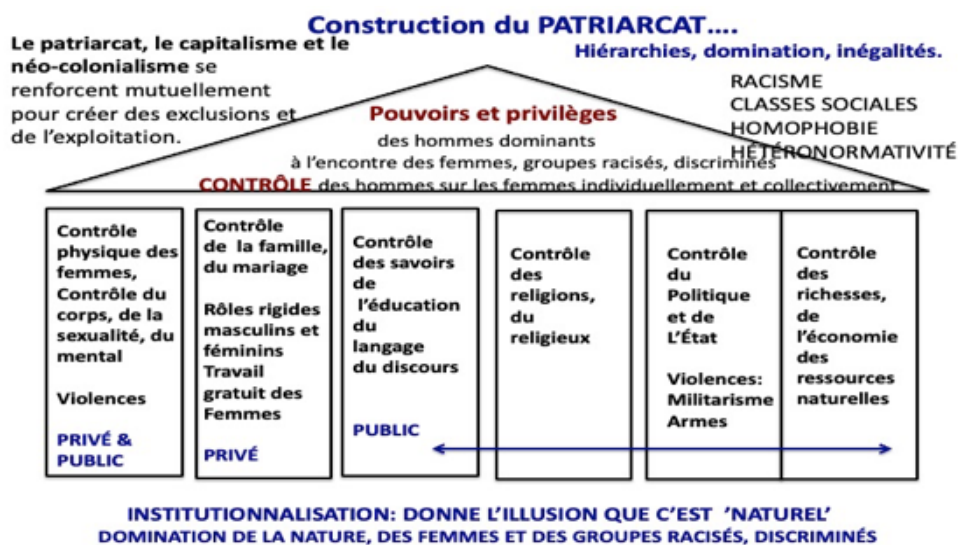 Construction du PATRIARCAT....
Le patriarcat, le capitalisme et le
néo-colonialisme se
renforcent mutuellement
pour créer des exclusions et
de l'exploitation.
Hiérarchies, domination, inégalités.
RACISME
CLASSES SOCIALES
HOMOPHOBIE
HÉTÉRONORMATIVITÉ
Pouvoirs et privilèges
des hommes dominants
à l'encontre des femmes, groupes racisés, discriminés
CONTRÔLE des hommes sur les femmes individuellement et collectivement
Contrôle
physique des
femmes,
Contrôle du
corps, de la
sexualité, du
mental
Violences
PRIVÉ &
PUBLIC
Contrôle
de la famille,
du mariage
Rôles rigides
masculins et
féminins
Travail
gratuit des
Femmes
PRIVÉ
Contrôle
des savoirs
de
l'éducation
du
langage
du discours
PUBLIC
Contrôle
des
religions,
du
religieux
Contrôle
du
Politique
et de
L'État
Violences:
Militarisme
Armes
Contrôle
des
richesses,
de
l'économie
des
ressources
naturelles
INSTITUTIONNALISATION: DONNE L'ILLUSION QUE C'EST 'NATUREL'
DOMINATION DE LA NATURE, DES FEMMES ET DES GROUPES RACISÉS, DISCRIMINÉS